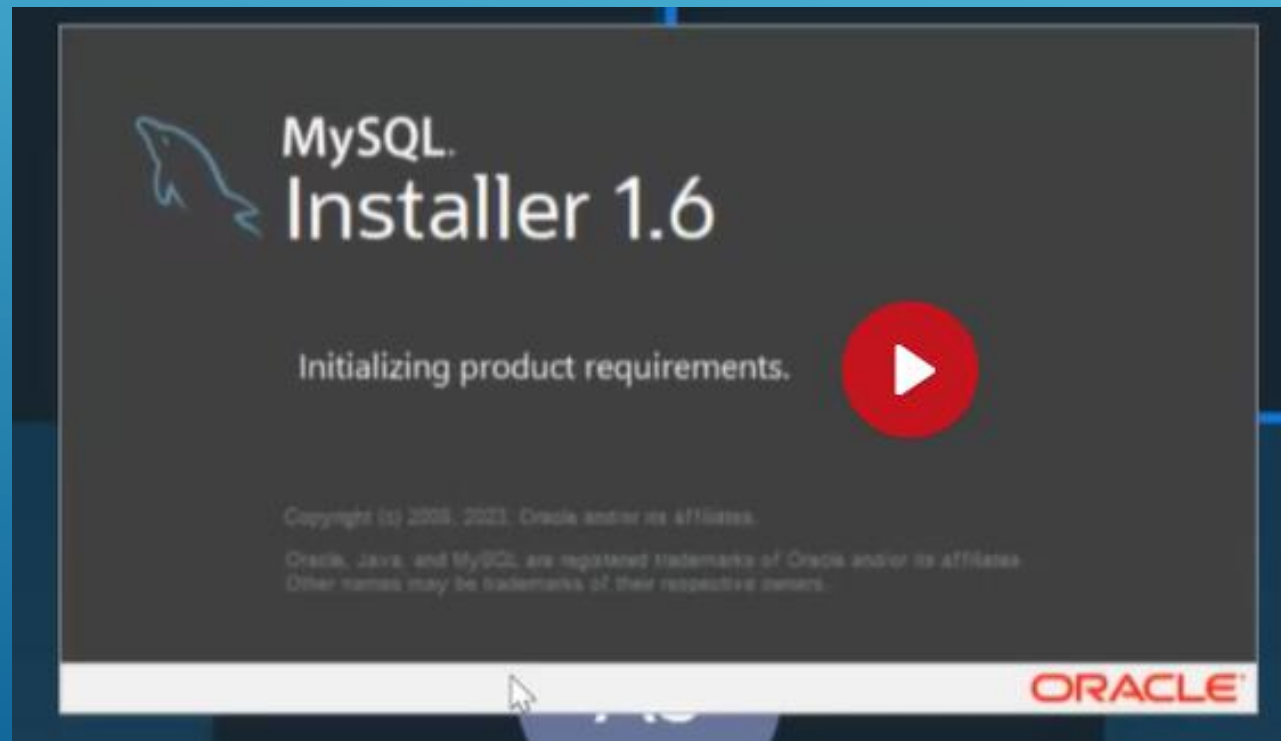 MySQL.
Installer 1.6
Initializing product requirements.
Copyright (c) 2009, 2023, Oracle and/or its affiliates.
Oracle, Java, and MySQL are registered trademarks of Oracle and/or its affiliates.
Other names may be trademarks of their respective owners.
ORACLE